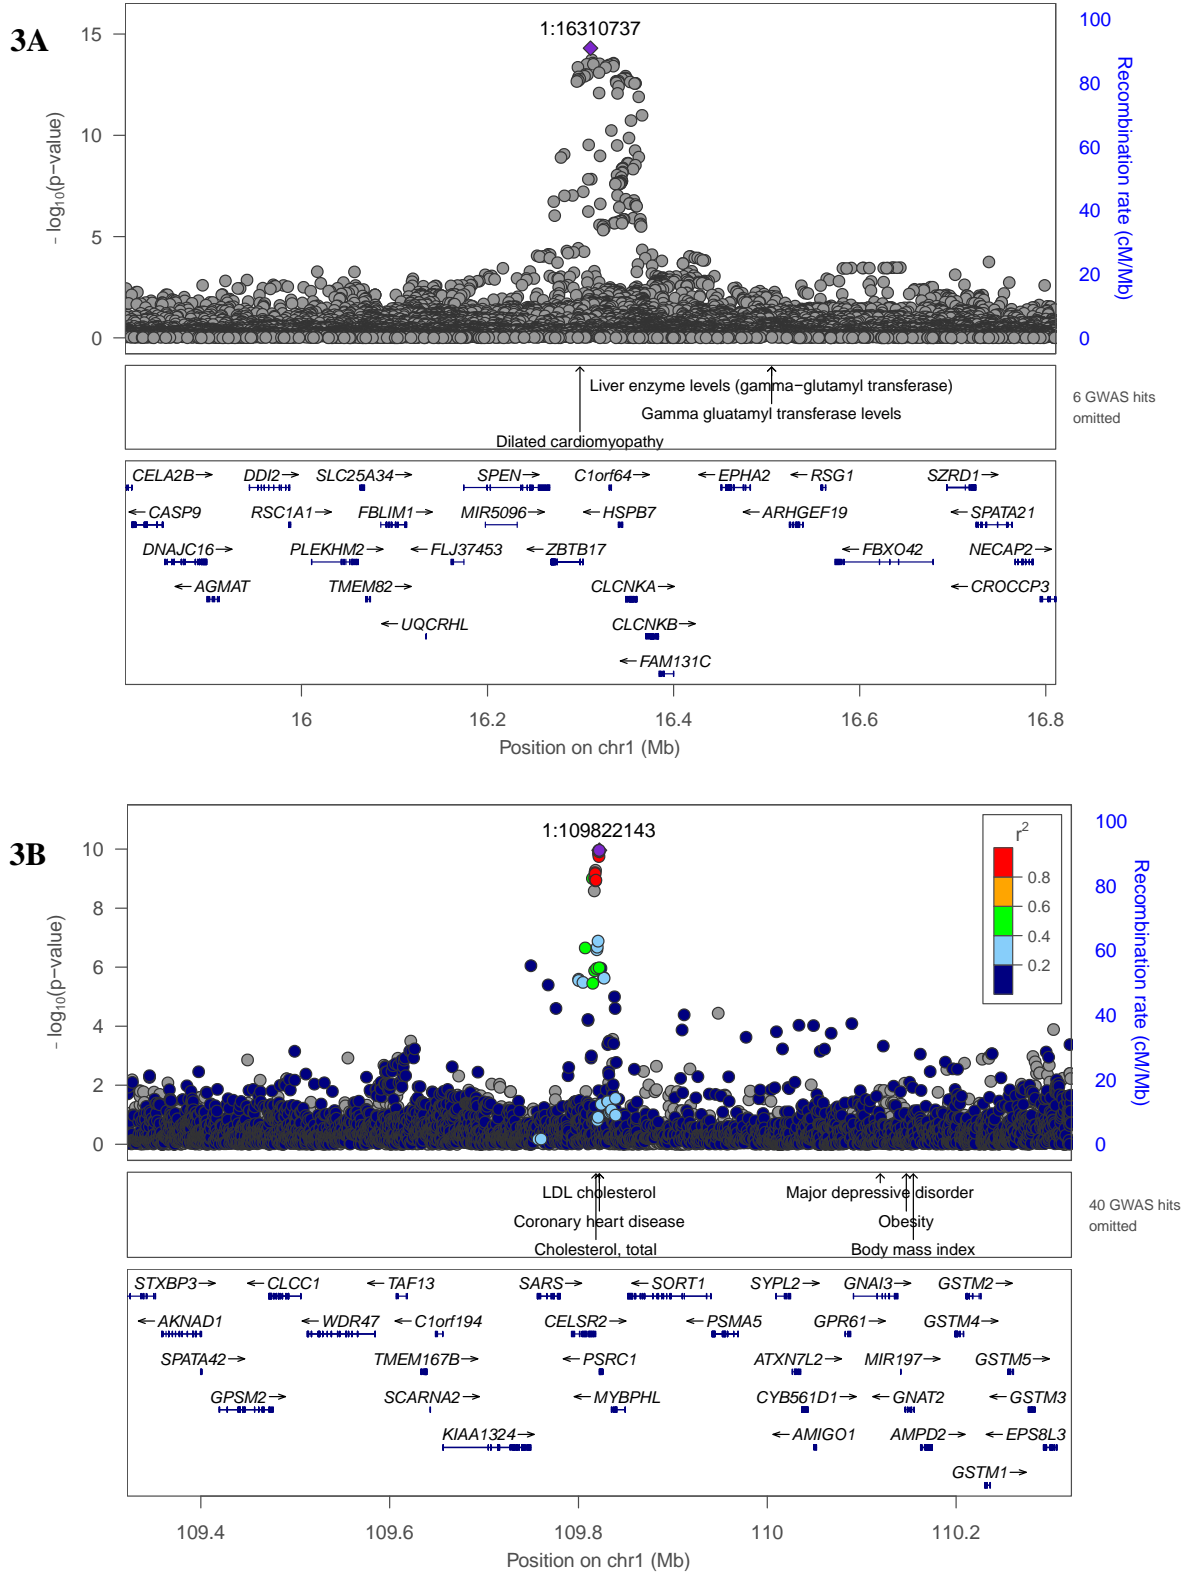 3A
1:16310737
15
10
5
0
− log10(p−value)
100
80
60
40
20
0
Recombination rate (cM/Mb)
Liver enzyme levels (gamma−glutamyl transferase)
Gamma gluatamyl transferase levels
Dilated cardiomyopathy
6 GWAS hits
omitted
CELA2B→ DDI2→ SLC25A34→ SPEN→ C1orf64→ ←EPHA2 ←RSG1 SZRD1→
←CASP9 RSC1A1→ FBLIM1→ MIR5096→ ←HSPB7 ←ARHGEF19 ←SPATA21
DNAJC16→ PLEKHM2→ ←FLJ37453 ←ZBTB17 ←FBXO42 NECAP2→
←AGMAT TMEM82→ CLCNKA→ ←CROCCP3
←UQCRHL CLCNKB→
←FAM131C
16 16.2 16.4 16.6 16.8
Position on chr1 (Mb)
3B
1:109822143
10
8
6
4
2
0
− log10(p−value)
r2
0.8
0.6
0.4
0.2
100
80
60
40
20
0
Recombination rate (cM/Mb)
LDL cholesterol Major depressive disorder
Coronary heart disease Obesity
Cholesterol, total Body mass index
40 GWAS hits
omitted
STXBP3→ ←CLCC1 ←TAF13 SARS→ ←SORT1 SYPL2→ GNAI3→ GSTM2→
←AKNAD1 ←WDR47 ←C1orf194 CELSR2→ ←PSMA5 GPR61→ GSTM4→
SPATA42→ TMEM167B→ ←PSRC1 ATXN7L2→ MIR197→ GSTM5→
GPSM2→ SCARNA2→ ←MYBPHL CYB561D1→ ←GNAT2 ←GSTM3
KIAA1324→ ←AMIGO1 AMPD2→ ←EPS8L3
GSTM1→
109.4 109.6 109.8 110 110.2
Position on chr1 (Mb)